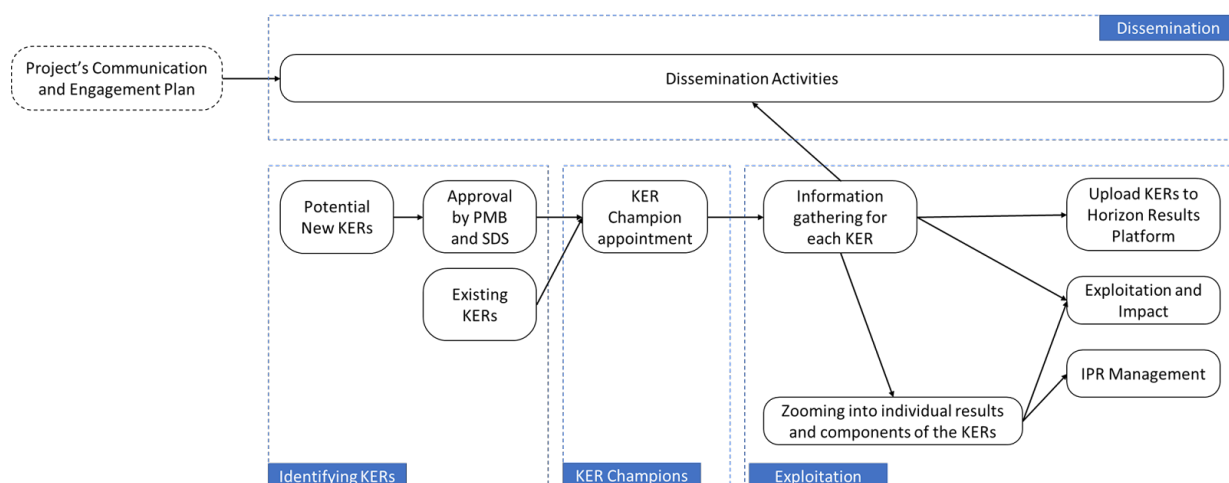 Dissemination
Project's Communication
and Engagement Plan
Dissemination Activities
Potential
New KERs
Approval
by PMB
and SDS
Existing
KERs
KER
Champion
appointment
Information
gathering for
each KER
Upload KERs to
Horizon Results
Platform
Exploitation and
Impact
IPR Management
Zooming into individual results
and components of the KERs
Identifying KERs
KER Champions
Exploitation